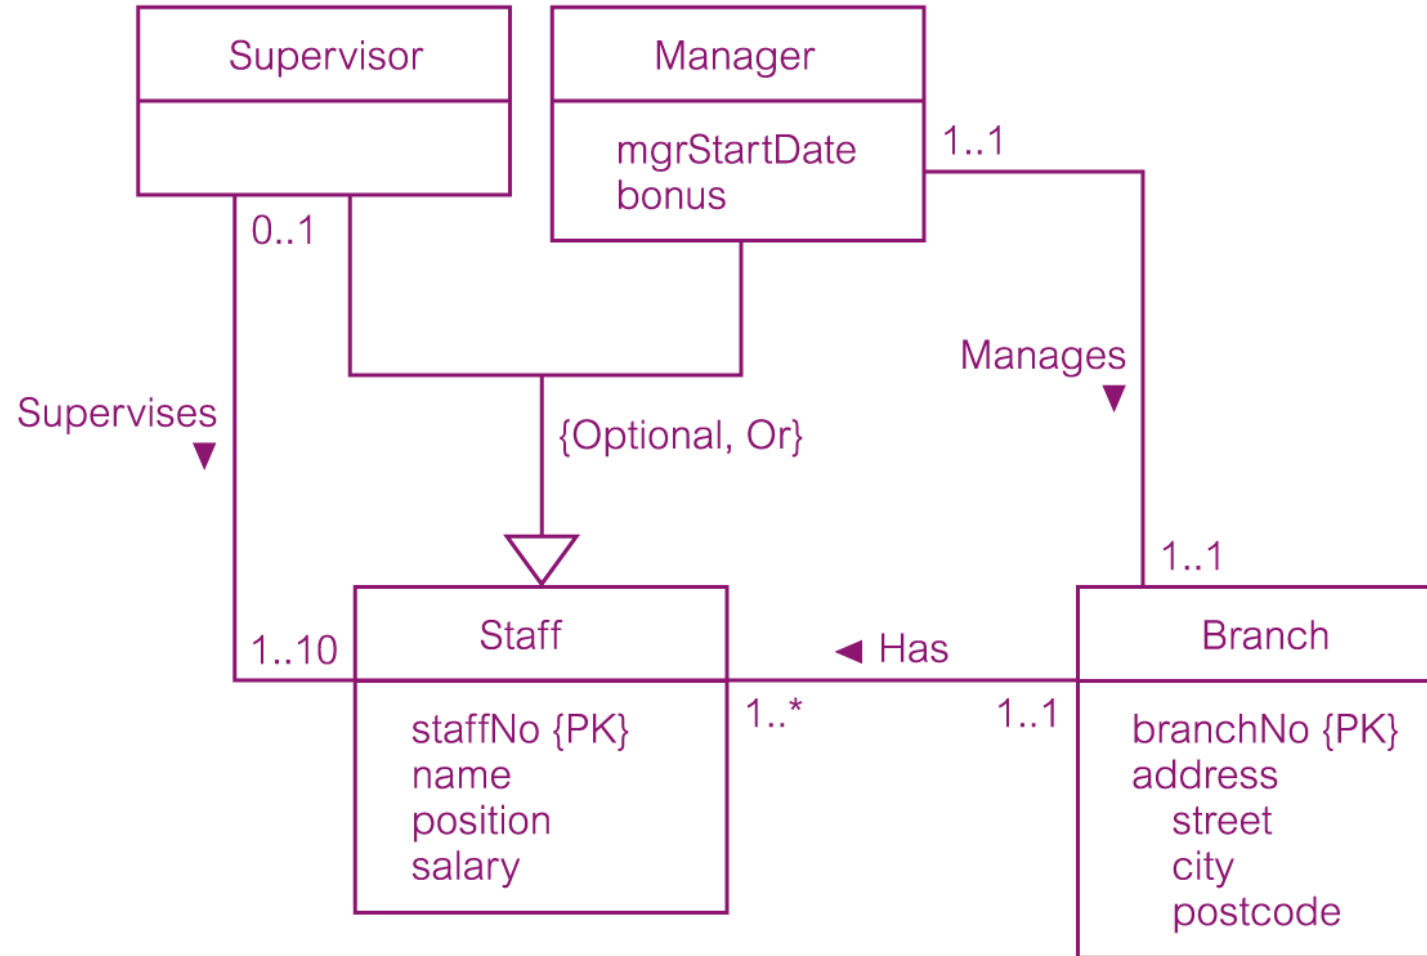 Supervisor
Manager
mgrStartDate
bonus
1..1
0..1
Manages
▼
Supervises
▼
{Optional, Or}
1..1
1..10
Staff
◄ Has
Branch
1..*
1..1
staffNo {PK}
name
position
salary
branchNo {PK}
address
street
city
postcode